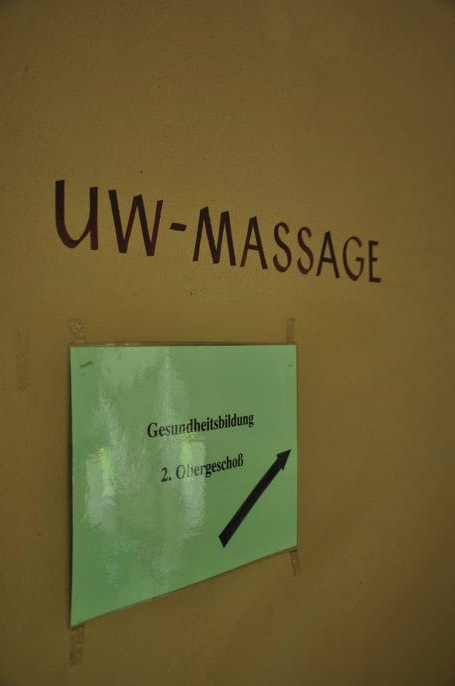 UW-MASSAGE
Gesundheitsbildung
2. Obergeschoß